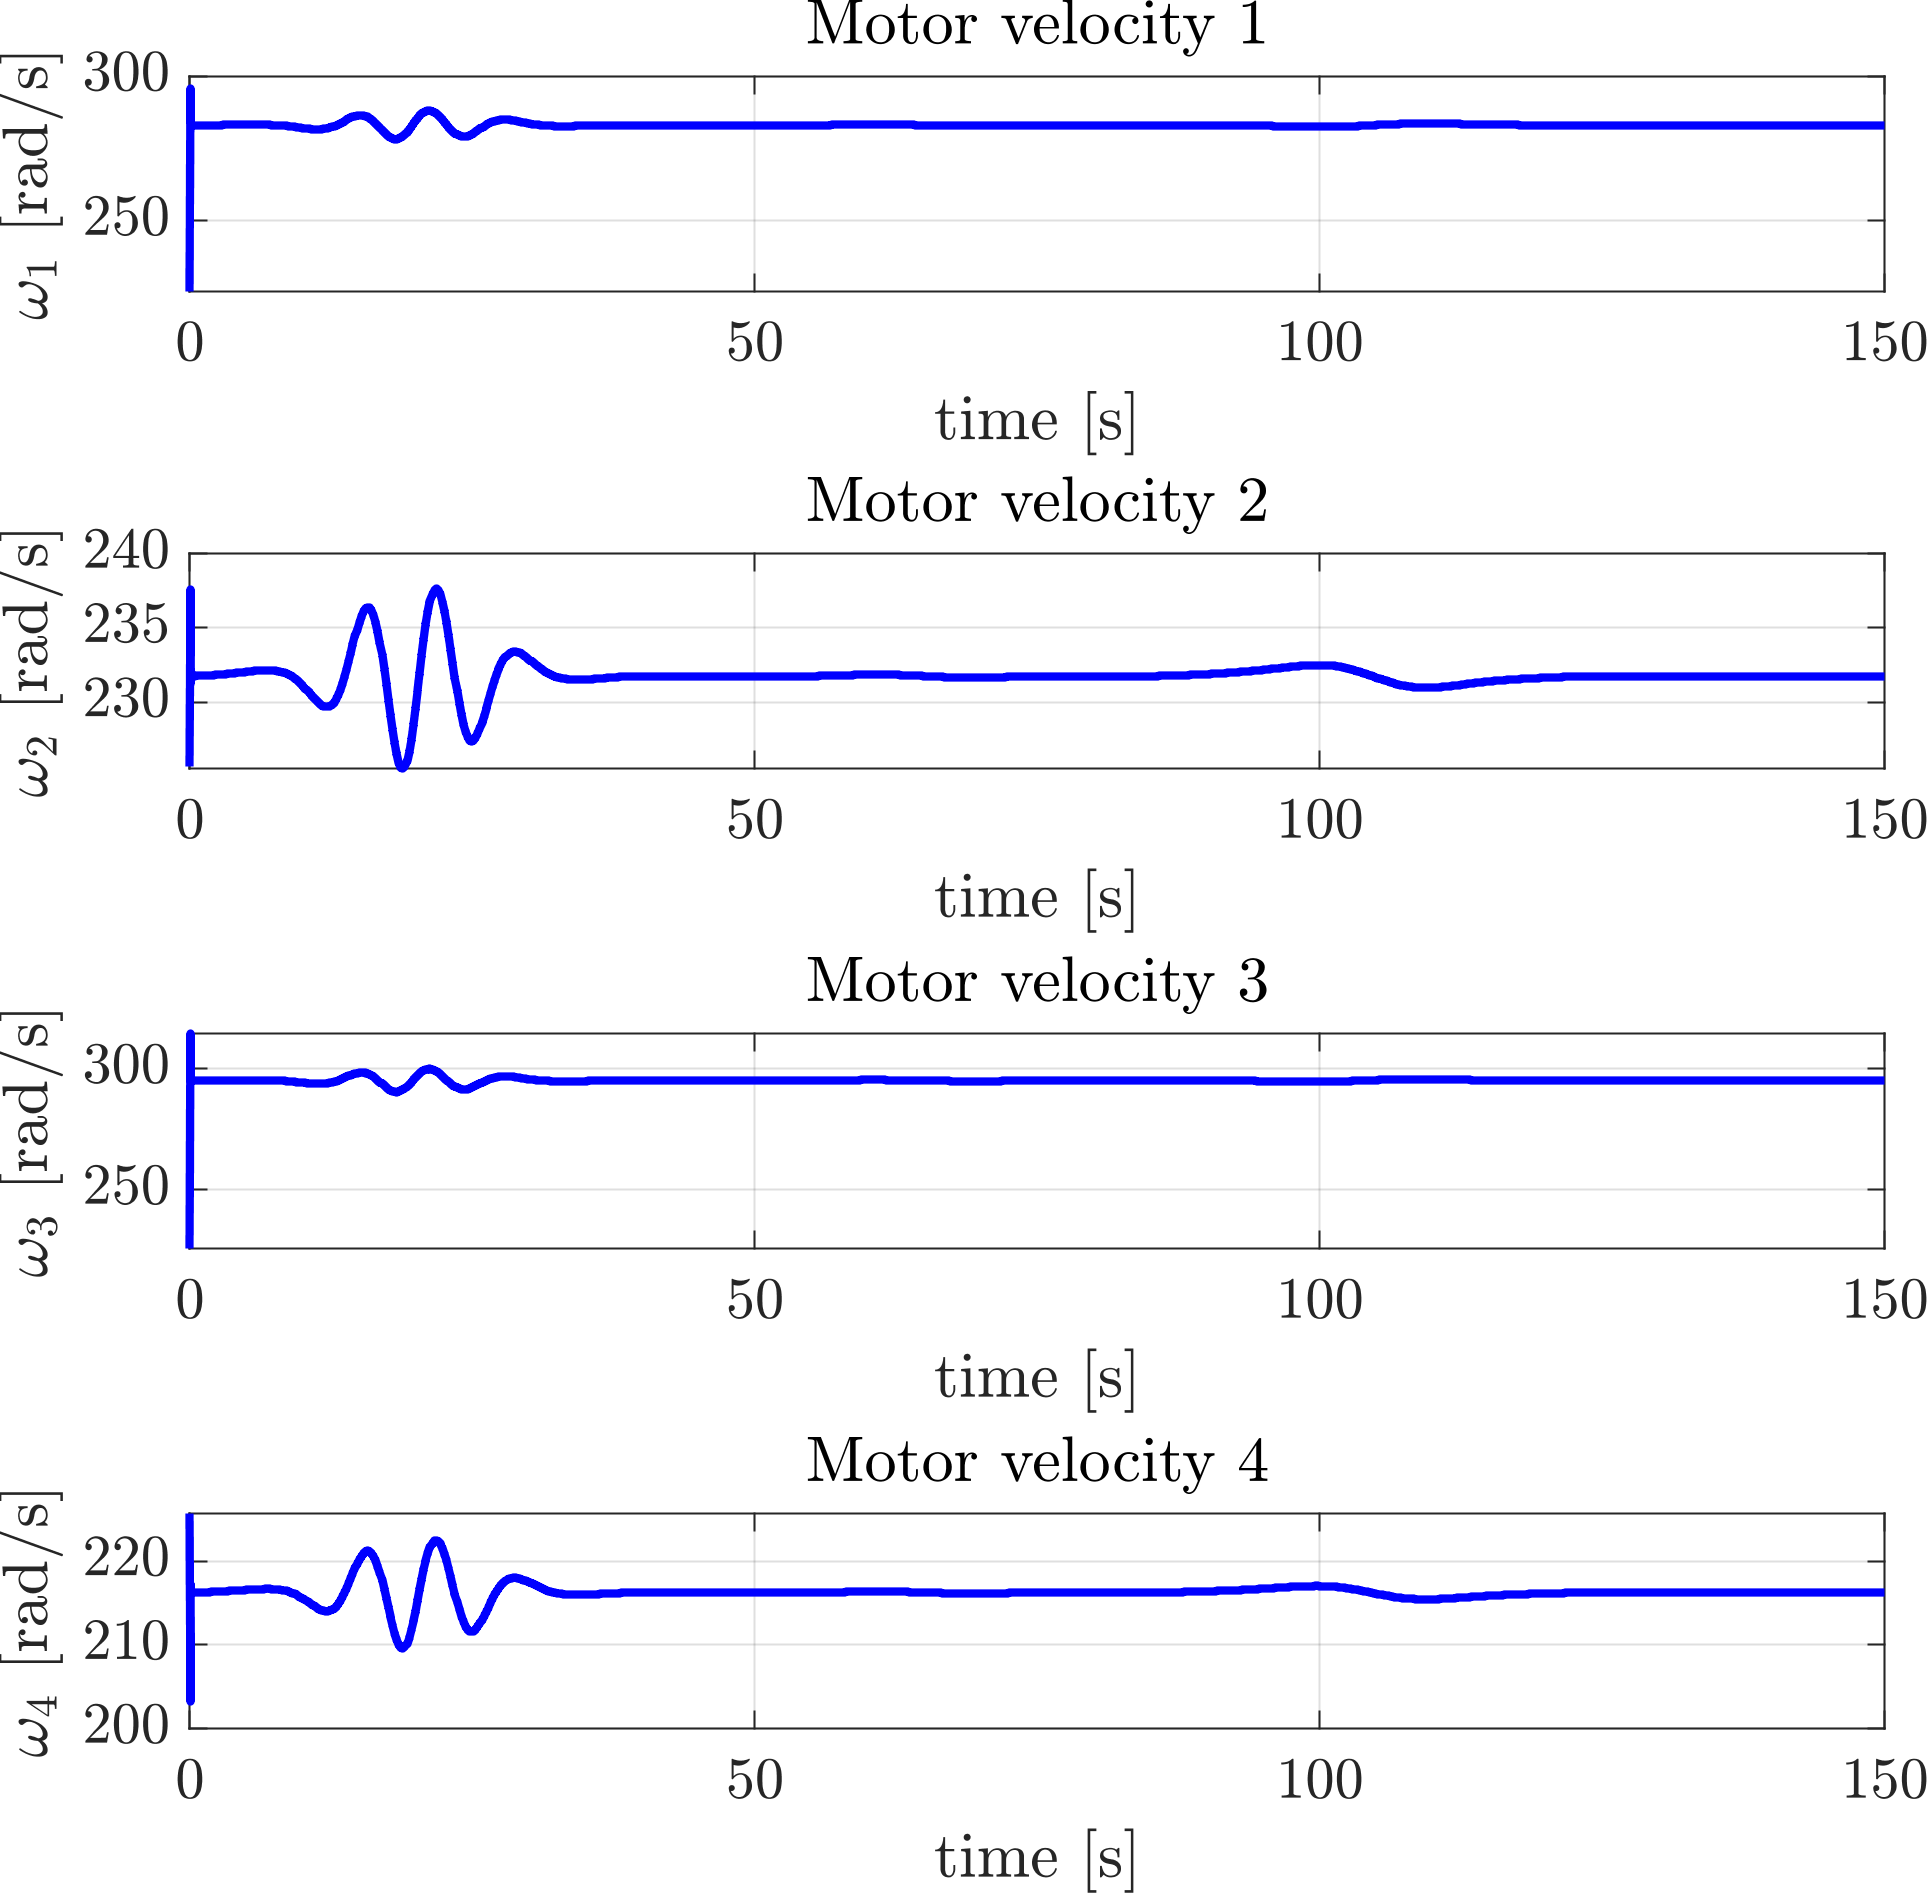 Motor velocity 1
ω1 [rad/s]
300
250
0 50 100 150
time [s]
Motor velocity 2
ω2 [rad/s]
240
235
230
0 50 100 150
time [s]
Motor velocity 3
ω3 [rad/s]
300
250
0 50 100 150
time [s]
Motor velocity 4
ω4 [rad/s]
220
210
200
0 50 100 150
time [s]